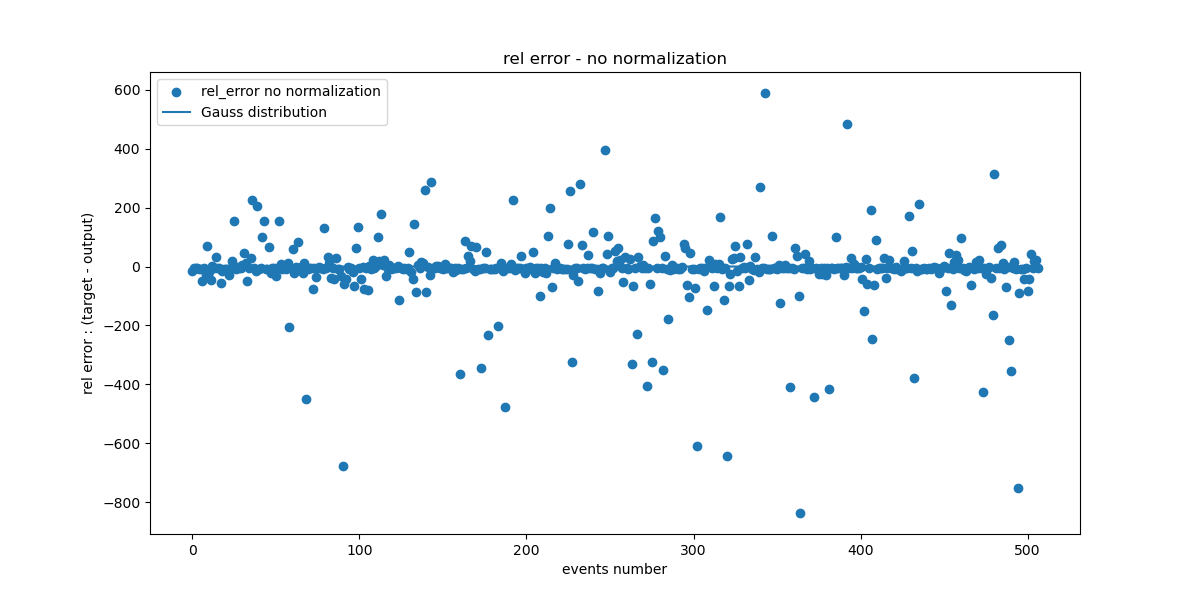 rel error - no normalization
rel_error no normalization
Gauss distribution
600
400
200
0
−200
−400
−600
−800
rel error : (target - output)
0
100
200
300
400
500
events number